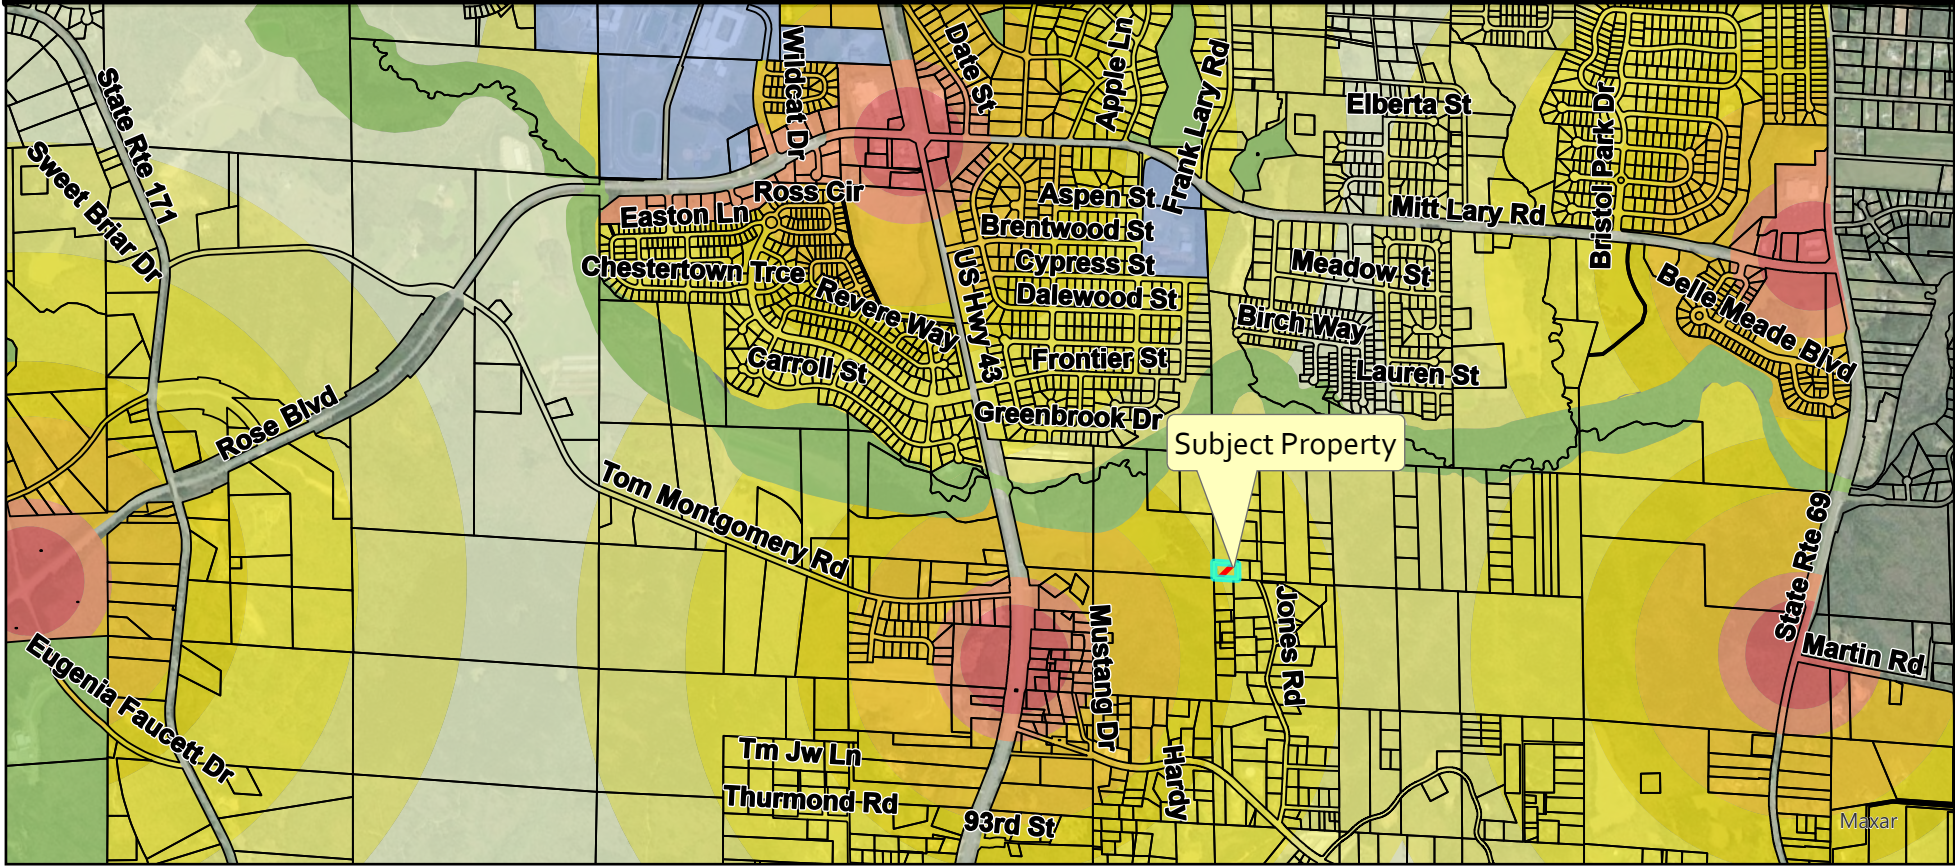 Wildcat Dr
Date St
Apple Ln
Frank Lary Rd
Elberta St
Bristol Park Dr
State Rte 171
Sweet Briar Dr
Ross Cir
Easton Ln
Aspen St
Mitt Lary Rd
Brentwood St
Chestertown Trce
Cypress St
Meadow St
Revere Way
US Hwy 43
Dalewood St
Belle Meade Blvd
Birch Way
Carroll St
Frontier St
Lauren St
Rose Blvd
Greenbrook Dr
Subject Property
Tom Montgomery Rd
State Rte 69
Jones Rd
Mustang Dr
Martin Rd
Eugenia Faucett Dr
Tm Jw Ln
Hardy
Thurmond Rd
93rd St
Maxar